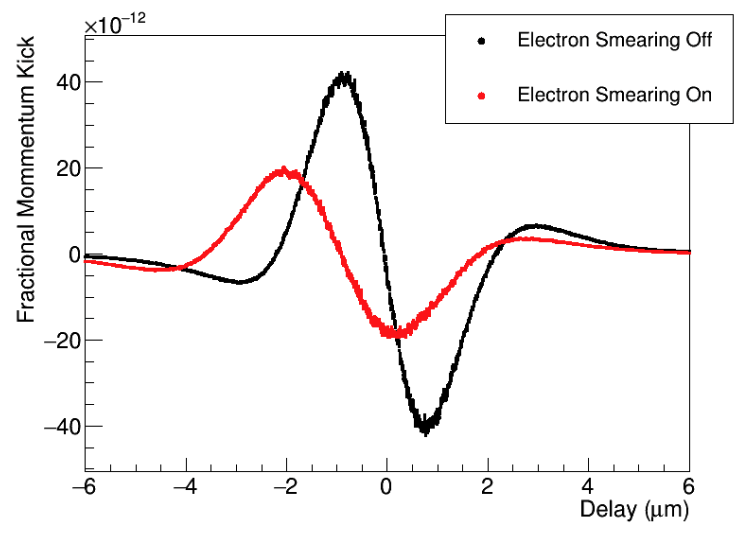 ×10⁻¹²
Electron Smearing Off
Electron Smearing On
Fractional Mommentum Kick
40
20
0
−20
−40
−6 −4 −2 0 2 4 6
Delay (μm)